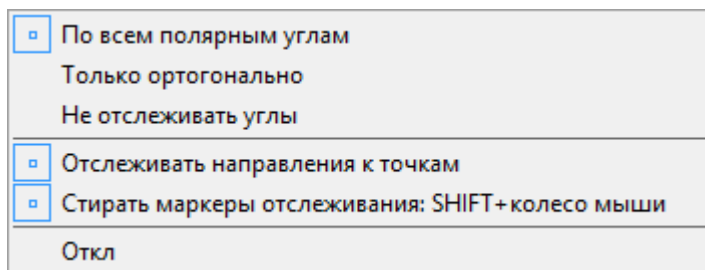 По всем полярным углам
Только ортогонально
Не отслеживать углы
Отслеживать направления к точкам
Стирать маркеры отслеживания: SHIFT+колесо мыши
Откл